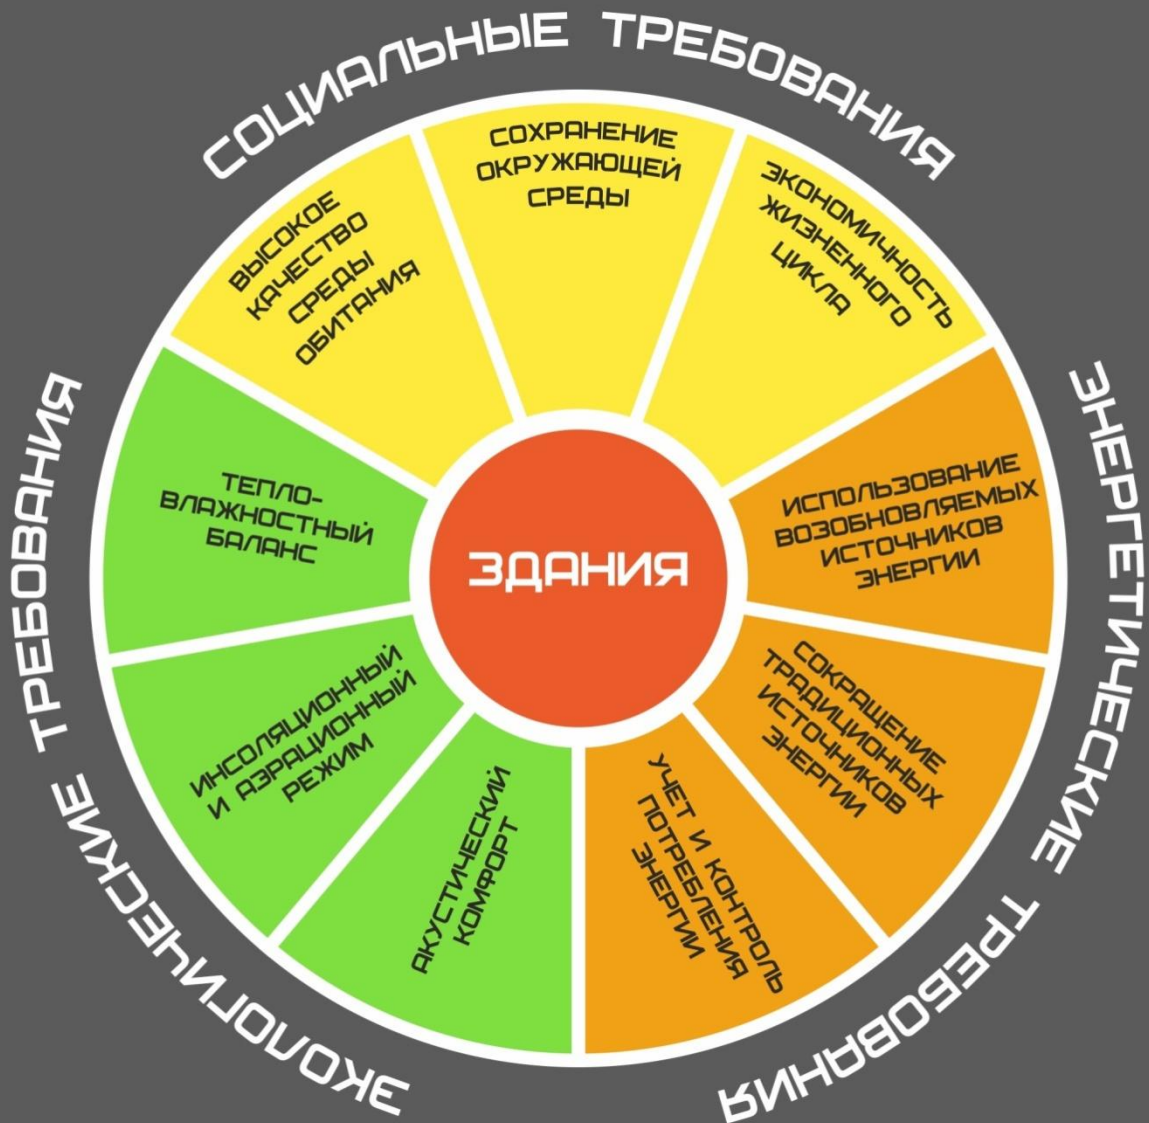 СОЦИАЛЬНЫЕ ТРЕБОВАНИЯ
ВЫСОКОЕ
КАЧЕСТВО
СРЕДЫ
ОБИТАНИЯ
СОХРАНЕНИЕ
ОКРУЖАЮЩЕЙ
СРЕДЫ
ЭКОНОМИЧНОСТЬ
ЖИЗНЕННОГО
ЦИКЛА
ЭНЕРГЕТИЧЕСКИЕ ТРЕБОВАНИЯ
ИСПОЛЬЗОВАНИЕ
ВОЗОБНОВЛЯЕМЫХ
ИСТОЧНИКОВ
ЭНЕРГИИ
СОКРАЩЕНИЕ
ТРАДИЦИОННЫХ
ИСТОЧНИКОВ
ЭНЕРГИИ
УЧЕТ И КОНТРОЛЬ
ПОТРЕБЛЕНИЯ
ЭНЕРГИИ
ЭКОЛОГИЧЕСКИЕ ТРЕБОВАНИЯ
АКУСТИЧЕСКИЙ
КОМФОРТ
ИНСОЛЯЦИОННЫЙ
И АЭРАЦИОННЫЙ
РЕЖИМ
ТЕПЛО-
ВЛАЖНОСТНЫЙ
БАЛАНС
ЗДАНИЯ